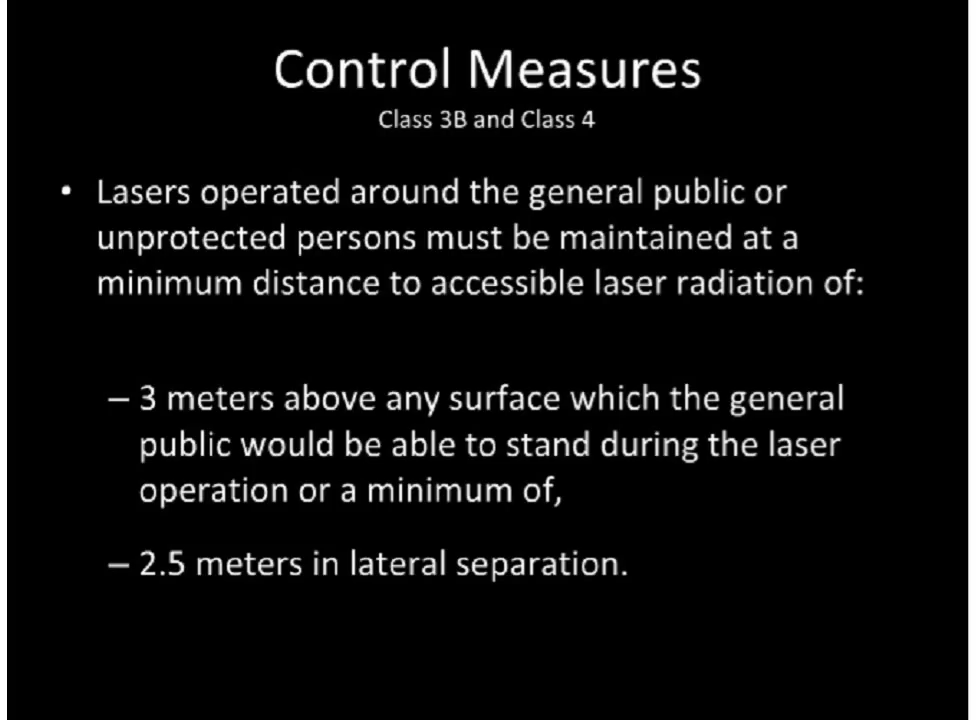 Control Measures
Class 3B and Class 4
• Lasers operated around the general public or
unprotected persons must be maintained at a
minimum distance to accessible laser radiation of:
– 3 meters above any surface which the general
public would be able to stand during the laser
operation or a minimum of,
– 2.5 meters in lateral separation.